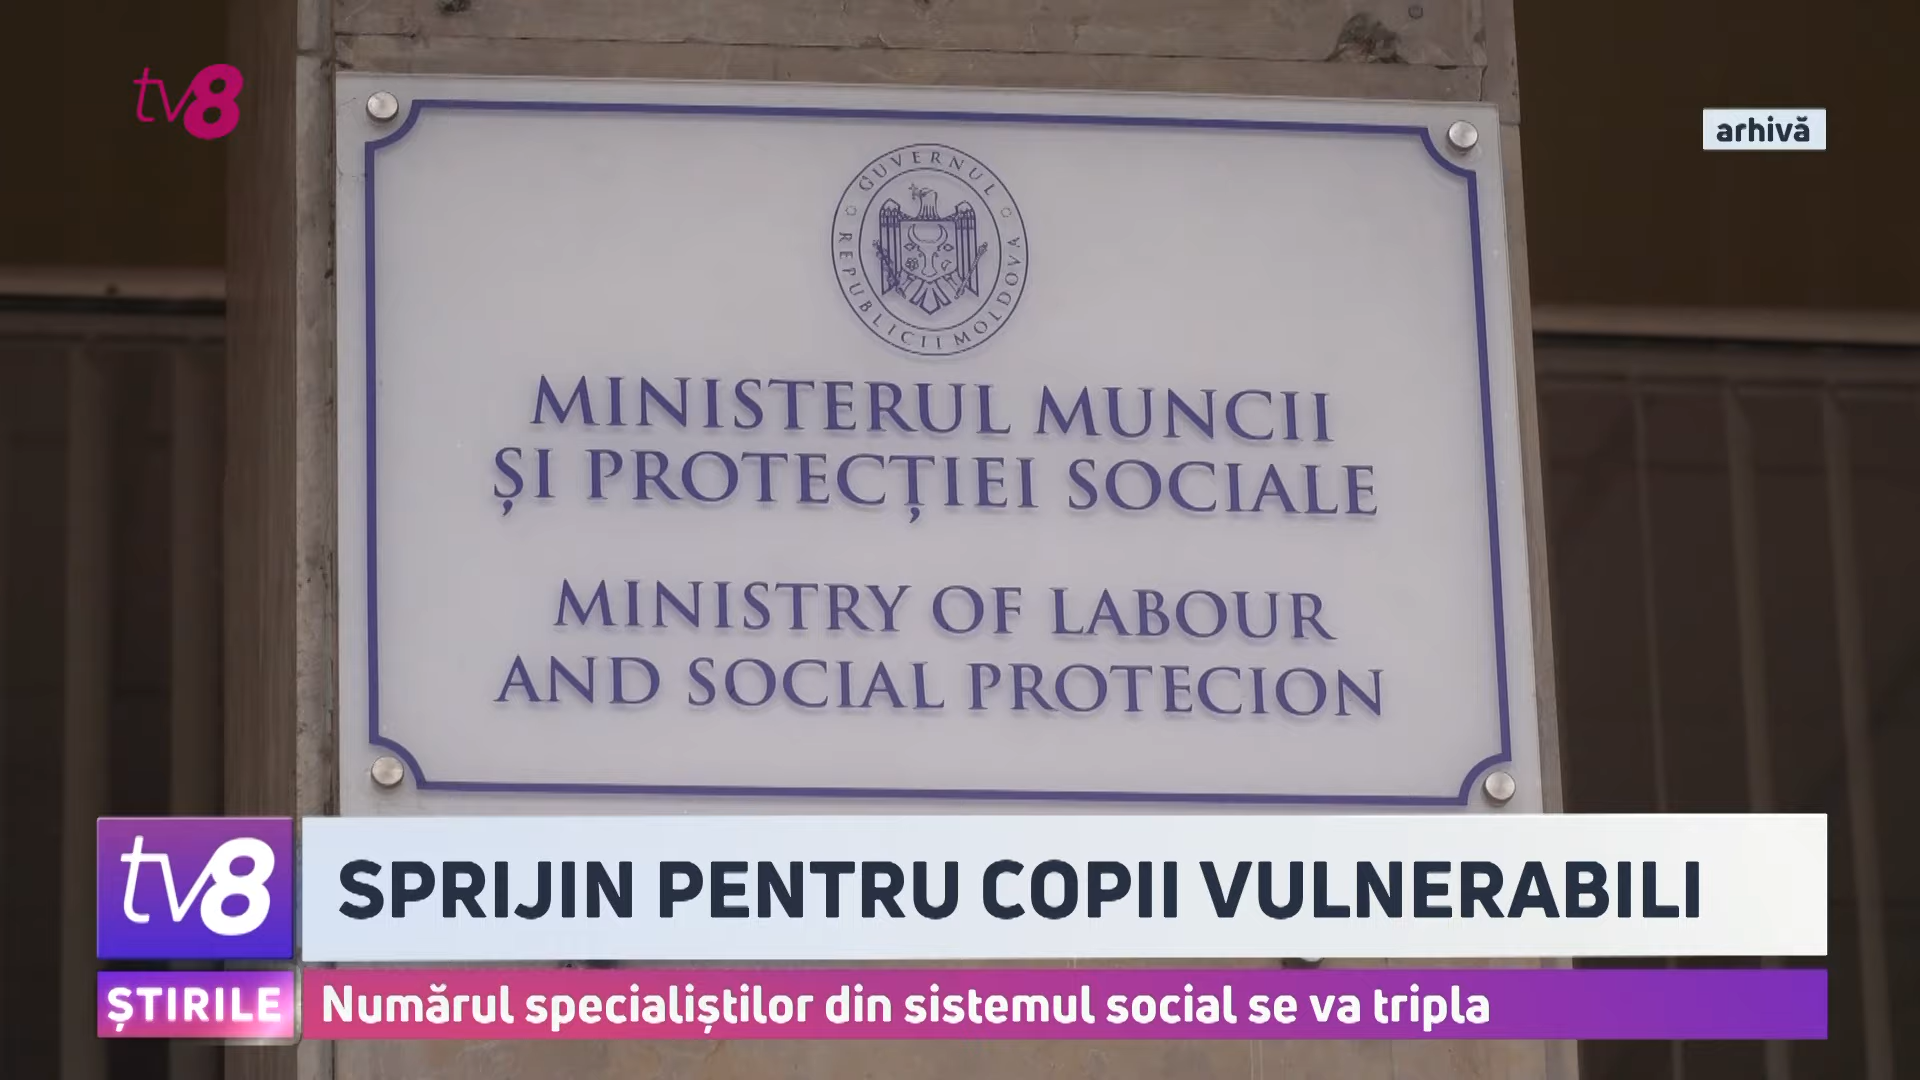 tv8
arhivă
GUVERNUL
REPUBLICII MOLDOVA
MINISTERUL MUNCII
ȘI PROTECȚIEI SOCIALE
MINISTRY OF LABOUR
AND SOCIAL PROTECION
tv8
SPRIJIN PENTRU COPII VULNERABILI
ȘTIRILE
Numărul specialiștilor din sistemul social se va tripla